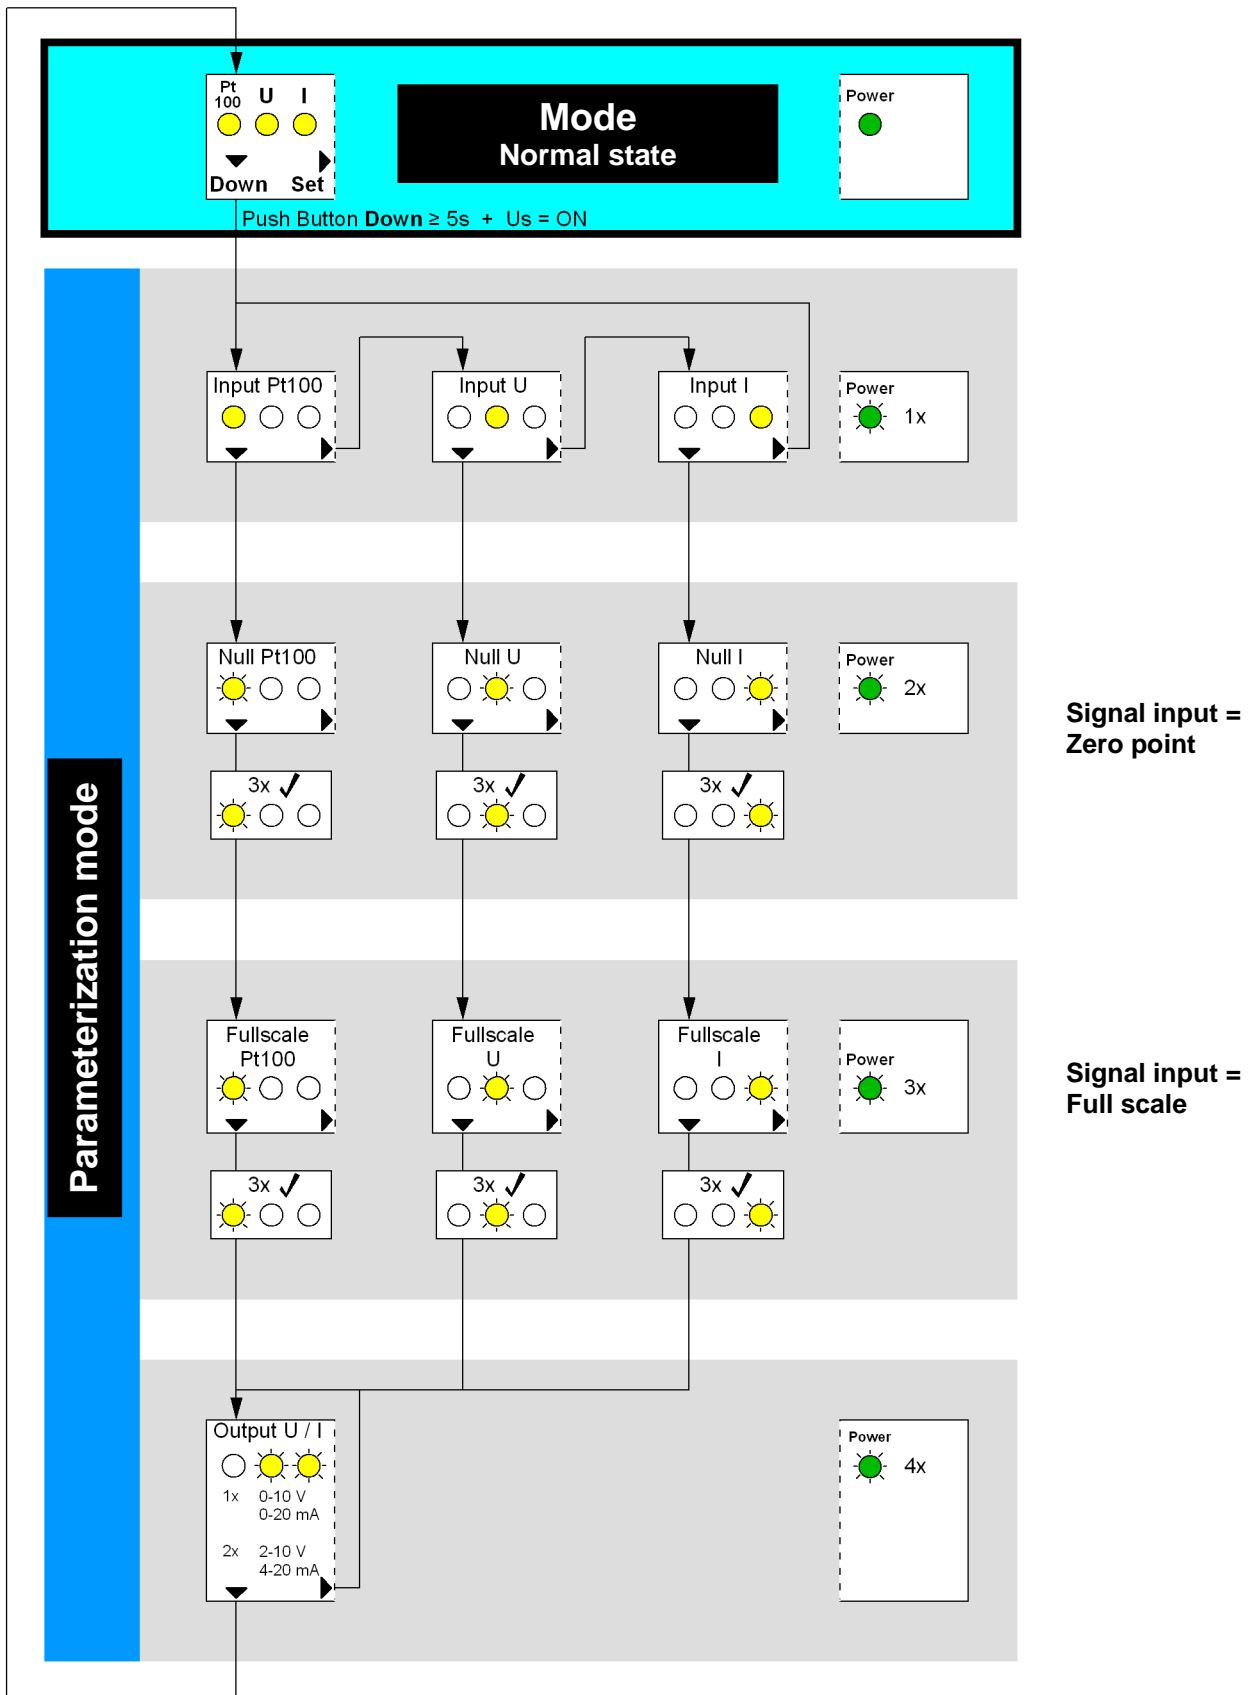 Pt
100 U I
Down Set
Mode
Normal state
Power
Push Button Down ≥ 5s + Us = ON
Parameterization mode
Input Pt100
Input U
Input I
Power
1x
Null Pt100
Null U
Null I
Power
2x
Signal input =
Zero point
3x ✓
3x ✓
3x ✓
Fullscale
Pt100
Fullscale
U
Fullscale
I
Power
3x
Signal input =
Full scale
3x ✓
3x ✓
3x ✓
Output U / I
1x 0-10 V
0-20 mA
2x 2-10 V
4-20 mA
Power
4x